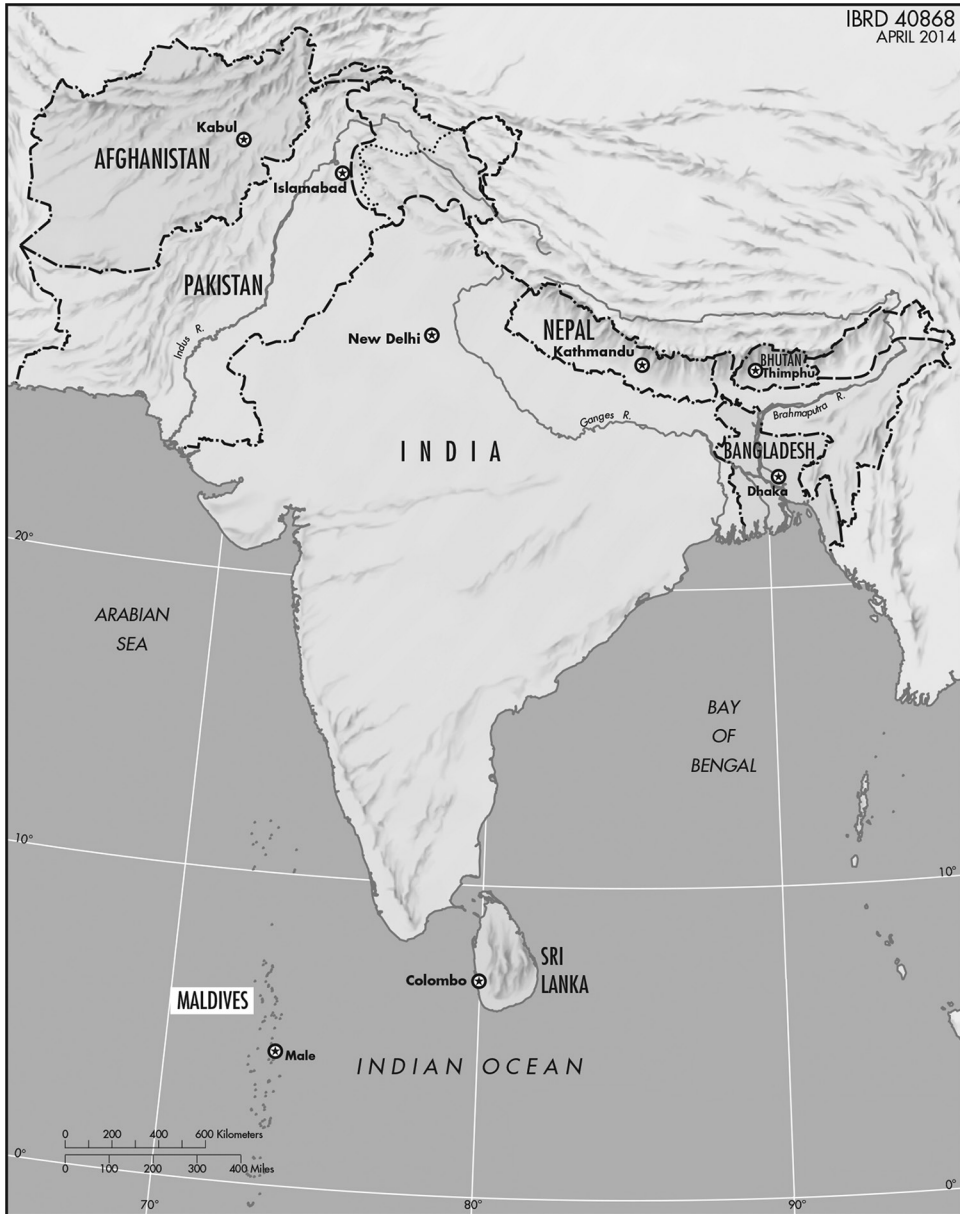 IBRD 40868
APRIL 2014
Kabul
AFGHANISTAN
Islamabad
PAKISTAN
Indus R.
New Delhi
NEPAL
Kathmandu
BHUTAN
Thimphu
Brahmaputra R.
Ganges R.
INDIA
BANGLADESH
Dhaka
20°
ARABIAN
SEA
BAY
OF
BENGAL
10°
10°
SRI
LANKA
Colombo
MALDIVES
Male
INDIAN OCEAN
0 200 400 600 Kilometers
0 100 200 300 400 Miles
0°
0°
70°
80°
90°